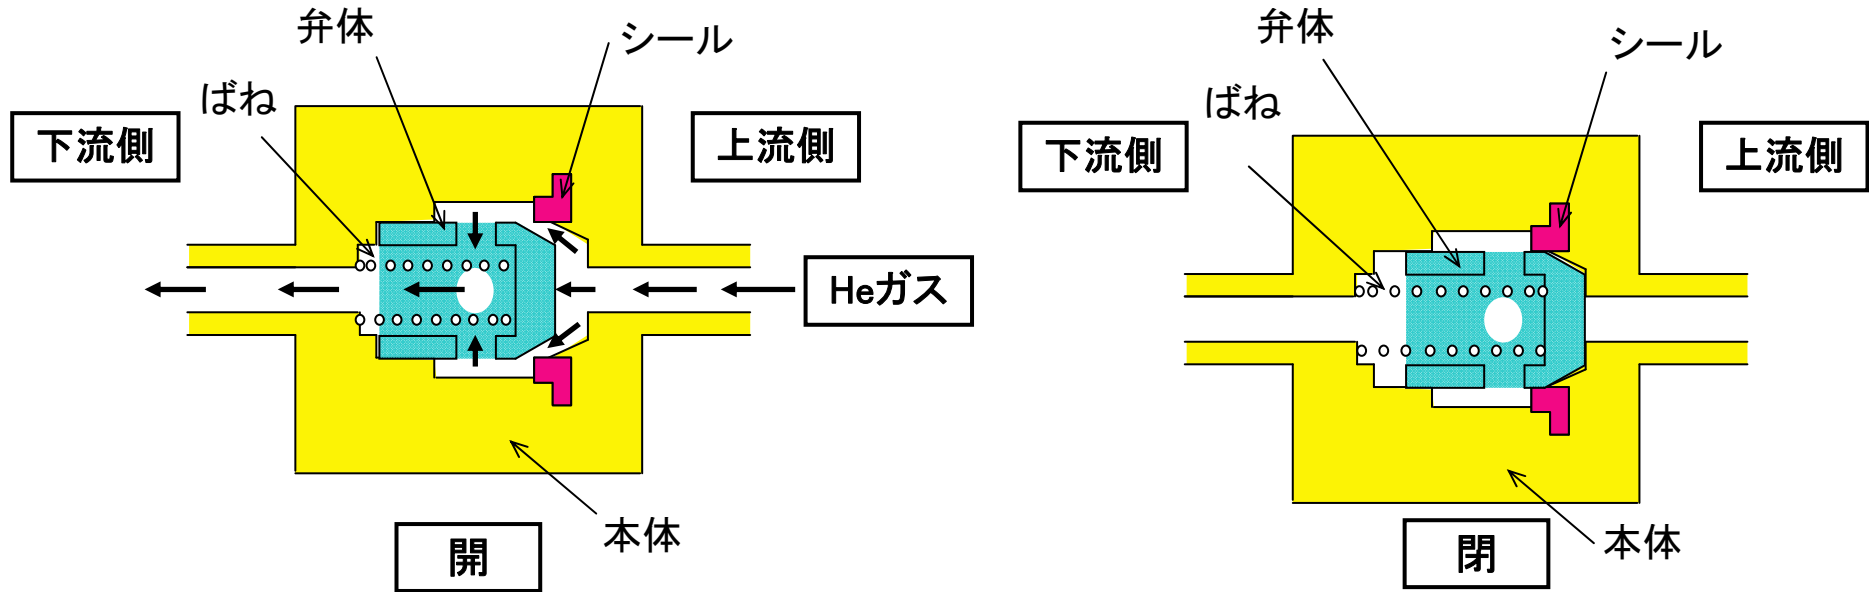 弁体
シール
ばね
下流側
上流側
Heガス
本体
開
弁体
シール
ばね
下流側
上流側
本体
閉